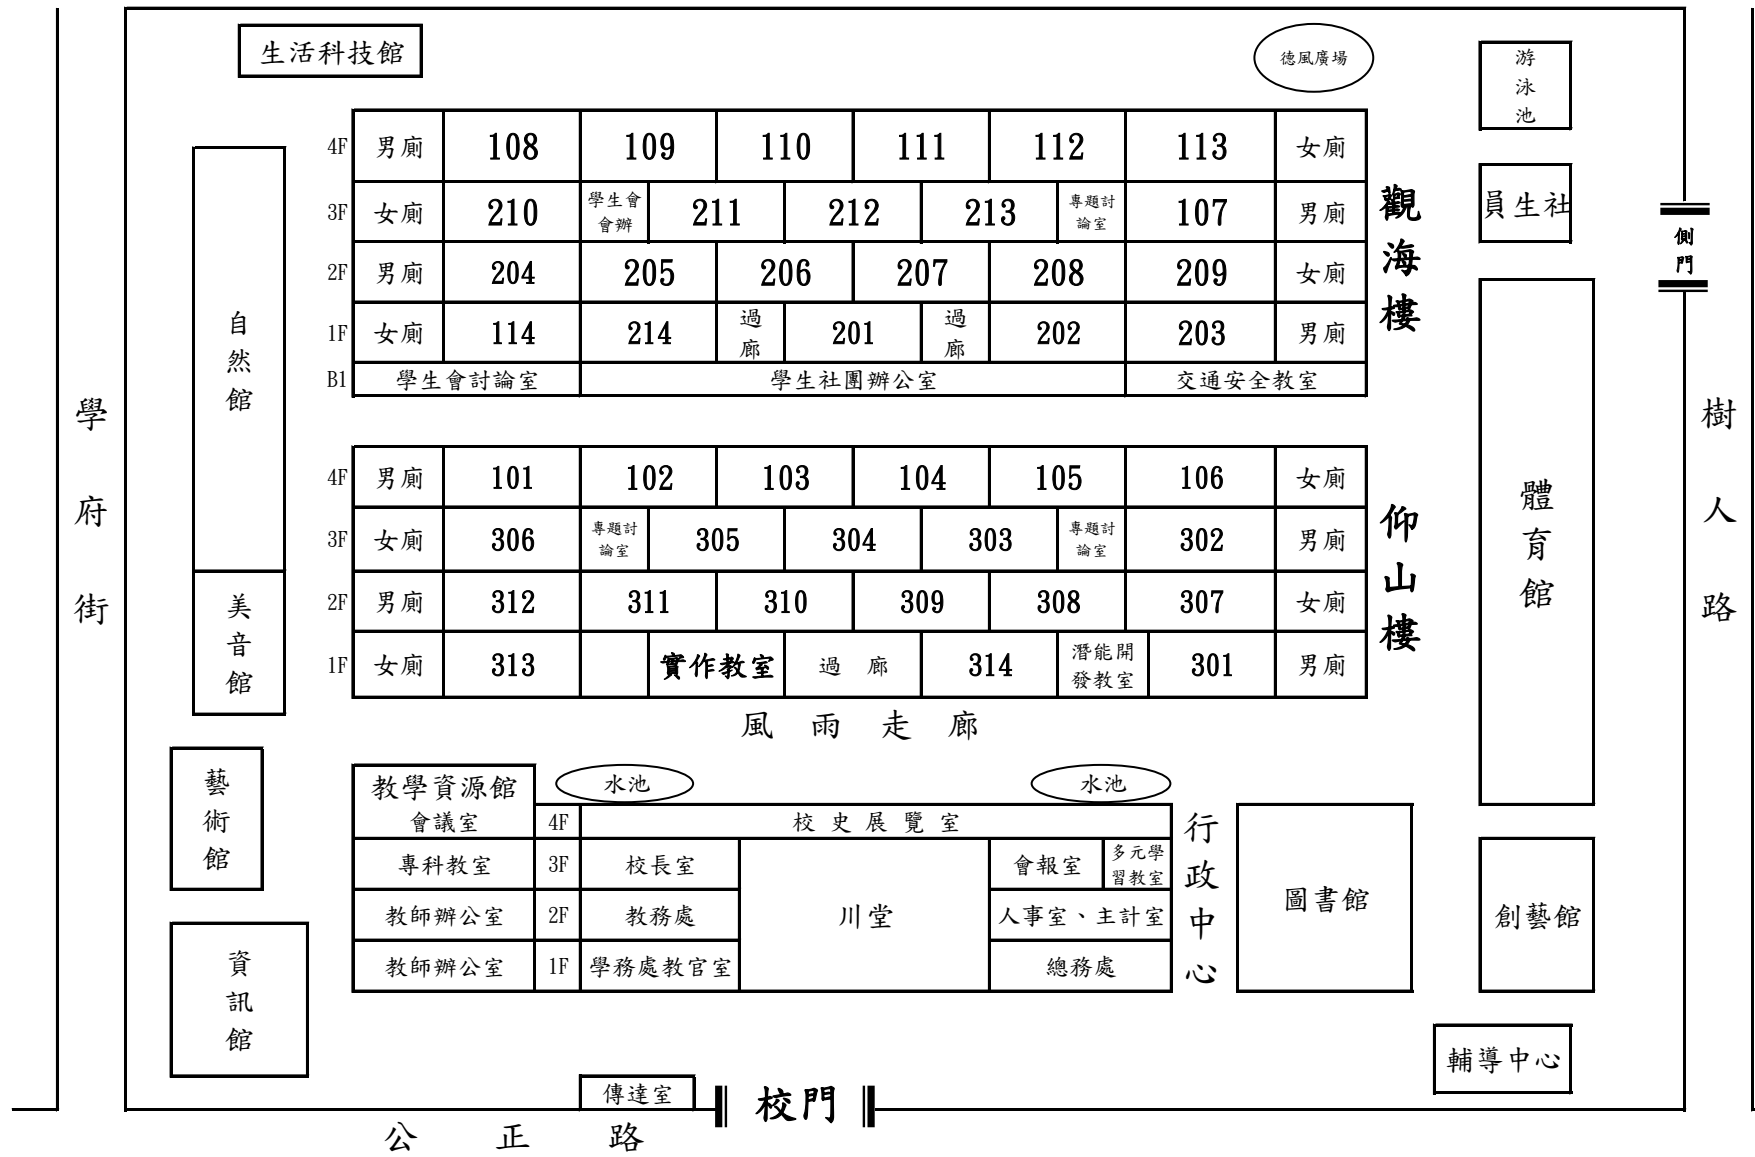 生活科技館
德風廣場
游泳池
員生社
側門
4F 男廁 108 109 110 111 112 113 女廁
3F 女廁 210 學生會會辦 211 212 213 專題討論室 107 男廁
2F 男廁 204 205 206 207 208 209 女廁
1F 女廁 114 214 過廊 201 過廊 202 203 男廁
B1 學生會討論室 學生社團辦公室 交通安全教室
觀海樓
自然館
學府街
樹人路
體育館
4F 男廁 101 102 103 104 105 106 女廁
3F 女廁 306 專題討論室 305 304 303 專題討論室 302 男廁
2F 男廁 312 311 310 309 308 307 女廁
1F 女廁 313 實作教室 過廊 314 潛能開發教室 301 男廁
仰山樓
美音館
風雨走廊
藝術館
教學資源館
水池
水池
會議室 4F 校史展覽室
專科教室 3F 校長室 會報室 多元學習教室
教師辦公室 2F 教務處 川堂 人事室、主計室
教師辦公室 1F 學務處教官室 總務處
行政中心
圖書館
創藝館
資訊館
輔導中心
傳達室
校門
公正路